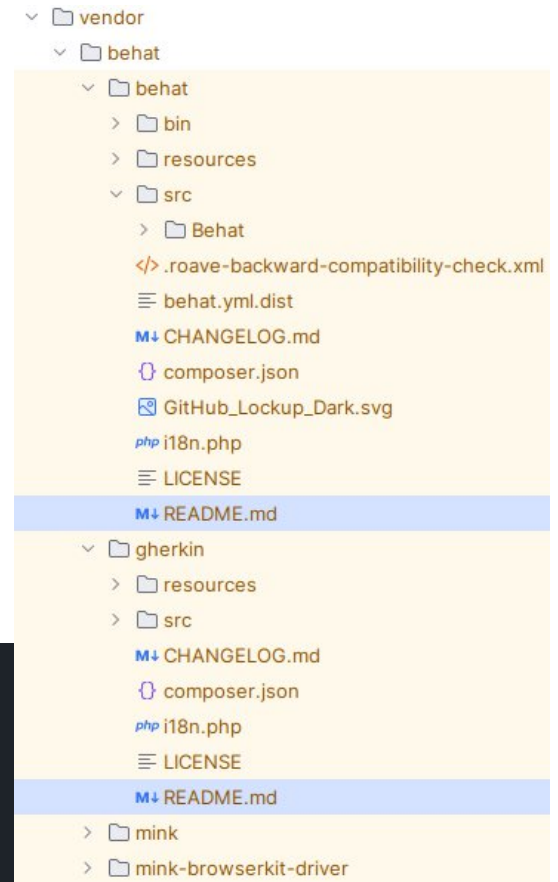 vendor
behat
behat
bin
resources
src
Behat
</> .roave-backward-compatibility-check.xml
behat.yml.dist
M↓ CHANGELOG.md
{} composer.json
GitHub_Lockup_Dark.svg
php i18n.php
LICENSE
M↓ README.md
gherkin
resources
src
M↓ CHANGELOG.md
{} composer.json
php i18n.php
LICENSE
M↓ README.md
mink
mink-browserkit-driver